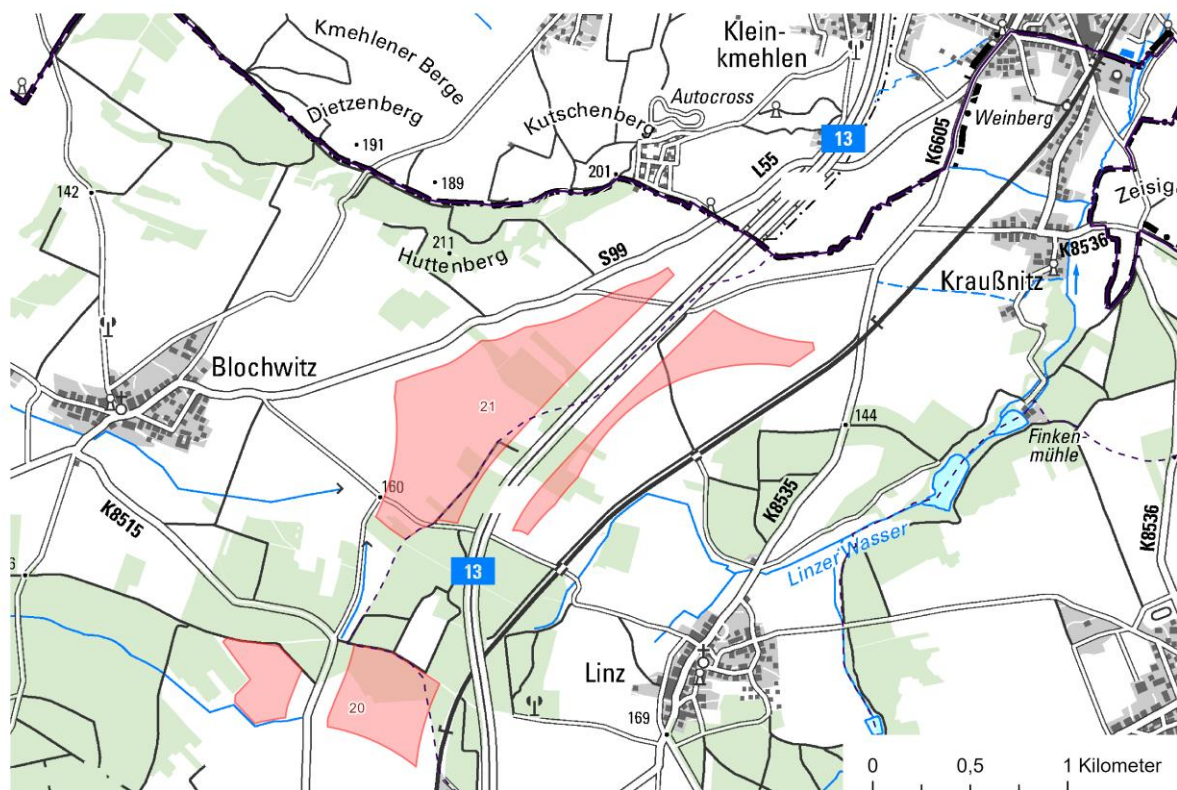 Kmehlener Berge
Klein-
kmehlen
Dietzenberg
Kutschenberg
Autocross
13
Weinberg
K6605
191
L55
142
189
201
Zeisig
211
Huttenberg
S99
K8536
Kraußnitz
Blochwitz
21
144
Finken
mühle
160
K8535
K8515
K8536
Linzer Wasser
6
13
Linz
20
169
0
0,5
1 Kilometer